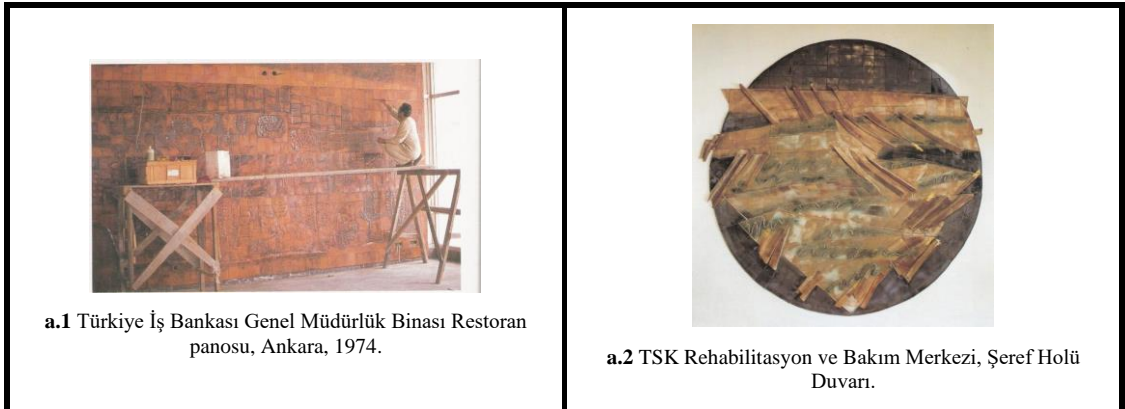 a.1 Türkiye İş Bankası Genel Müdürlük Binası Restoran
panosu, Ankara, 1974.
a.2 TSK Rehabilitasyon ve Bakım Merkezi, Şeref Holü
Duvarı.